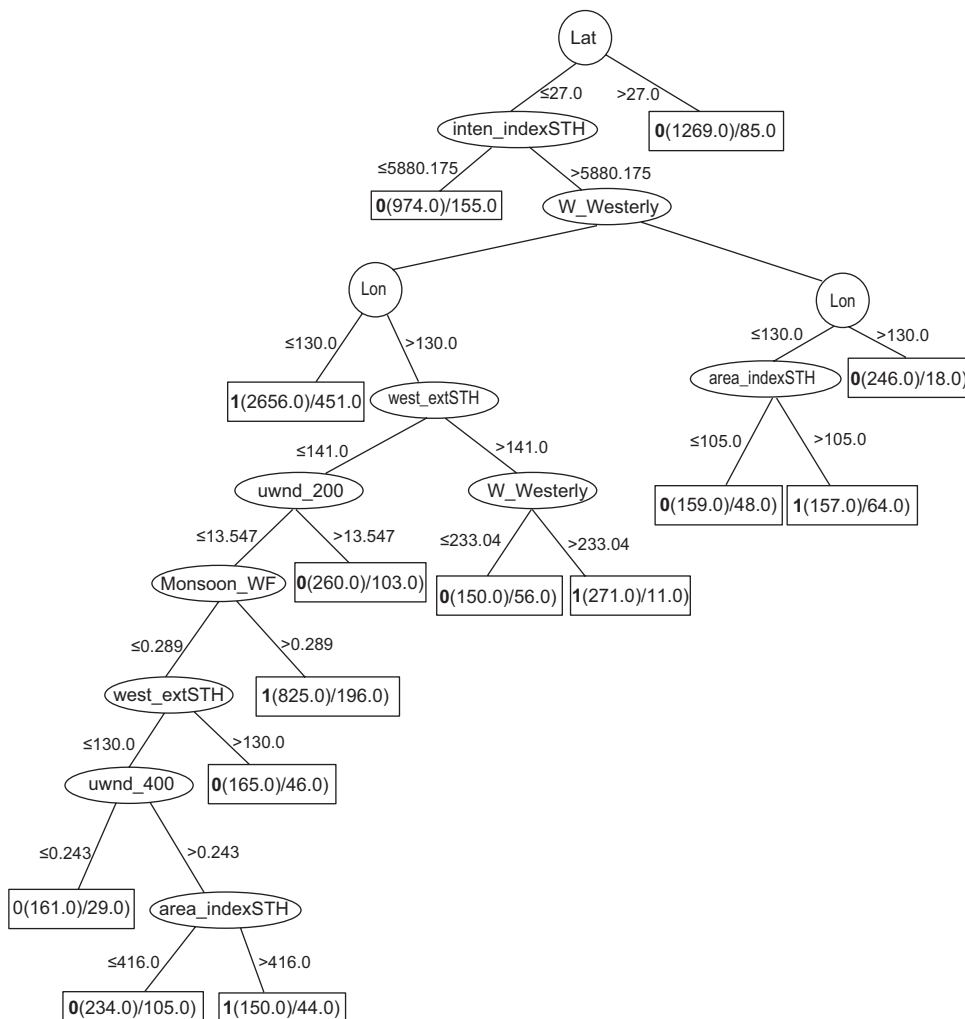 Lat
≤27.0 >27.0
inten_indexSTH 0(1269.0)/85.0
≤5880.175 >5880.175
0(974.0)/155.0 W_Westerly
Lon Lon
≤130.0 >130.0 ≤130.0 >130.0
1(2656.0)/451.0 west_extSTH area_indexSTH 0(246.0)/18.0)
≤141.0 >141.0 ≤105.0 >105.0
uwnd_200 W_Westerly 0(159.0)/48.0) 1(157.0)/64.0)
≤13.547 >13.547 ≤233.04 >233.04
Monsoon_WF 0(260.0)/103.0) 0(150.0)/56.0) 1(271.0)/11.0)
≤0.289 >0.289
west_extSTH 1(825.0)/196.0)
≤130.0 >130.0
uwnd_400 0(165.0)/46.0)
≤0.243 >0.243
0(161.0)/29.0) area_indexSTH
≤416.0 >416.0
0(234.0)/105.0) 1(150.0)/44.0)